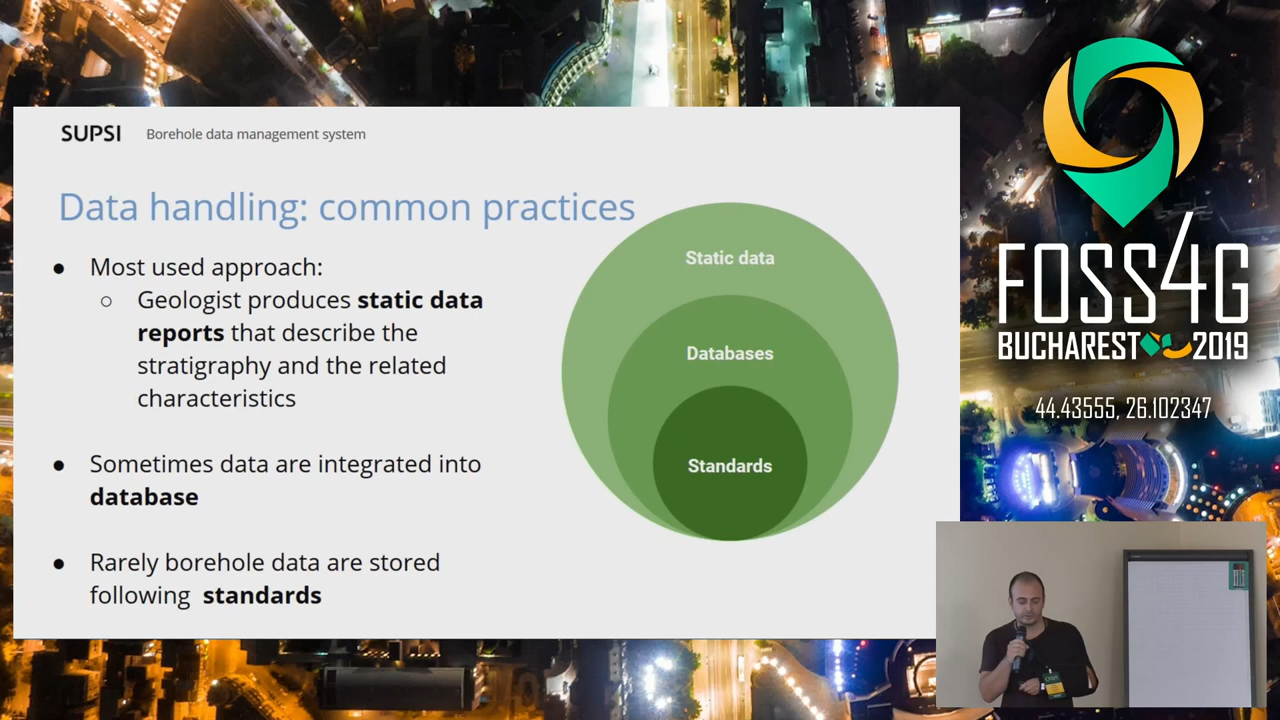 SUPSI Borehole data management system
Data handling: common practices
● Most used approach:
○ Geologist produces static data
reports that describe the
stratigraphy and the related
characteristics
● Sometimes data are integrated into
database
● Rarely borehole data are stored
following standards
Static data
Databases
Standards
FOSS4G
BUCHAREST 2019
44.43555, 26.102347